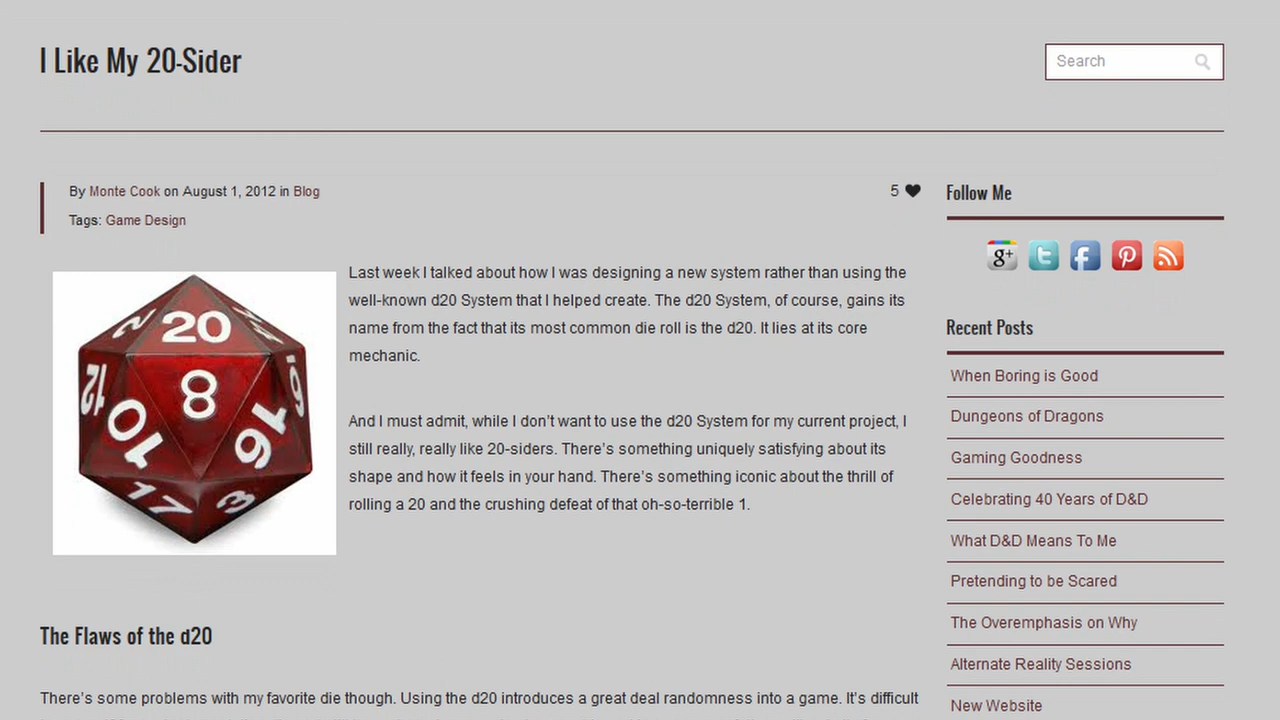 I Like My 20-Sider
Search
By Monte Cook on August 1, 2012 in Blog
5
Tags: Game Design
20
8
12
10
16
17
3
Last week I talked about how I was designing a new system rather than using the
well-known d20 System that I helped create. The d20 System, of course, gains its
name from the fact that its most common die roll is the d20. It lies at its core
mechanic.
And I must admit, while I don't want to use the d20 System for my current project, I
still really, really like 20-siders. There's something uniquely satisfying about its
shape and how it feels in your hand. There's something iconic about the thrill of
rolling a 20 and the crushing defeat of that oh-so-terrible 1.
The Flaws of the d20
There's some problems with my favorite die though. Using the d20 introduces a great deal randomness into a game. It's difficult
Follow Me
g+
t
f
Recent Posts
When Boring is Good
Dungeons of Dragons
Gaming Goodness
Celebrating 40 Years of D&D
What D&D Means To Me
Pretending to be Scared
The Overemphasis on Why
Alternate Reality Sessions
New Website